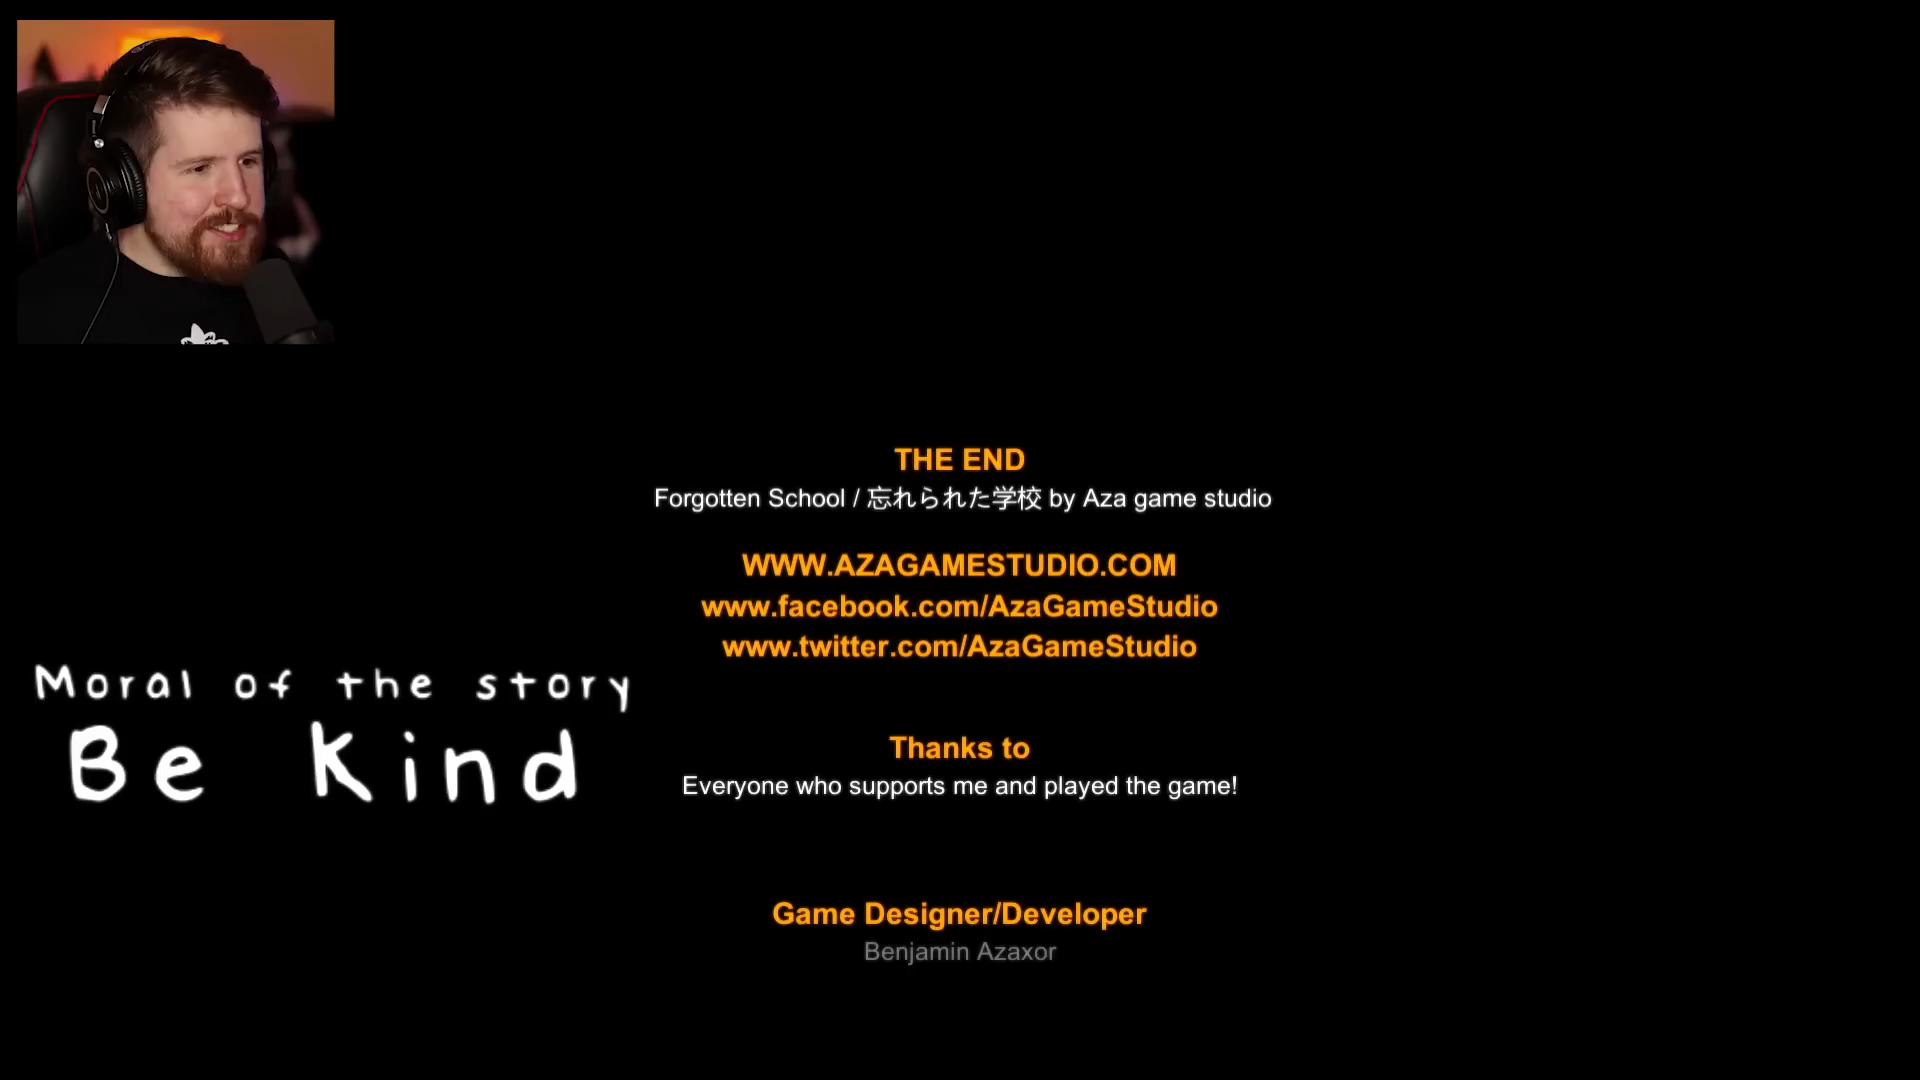 THE END
Forgotten School / 忘れられた学校 by Aza game studio
WWW.AZAGAMESTUDIO.COM
www.facebook.com/AzaGameStudio
www.twitter.com/AzaGameStudio
Moral of the story
Be Kind
Thanks to
Everyone who supports me and played the game!
Game Designer/Developer
Benjamin Azaxor